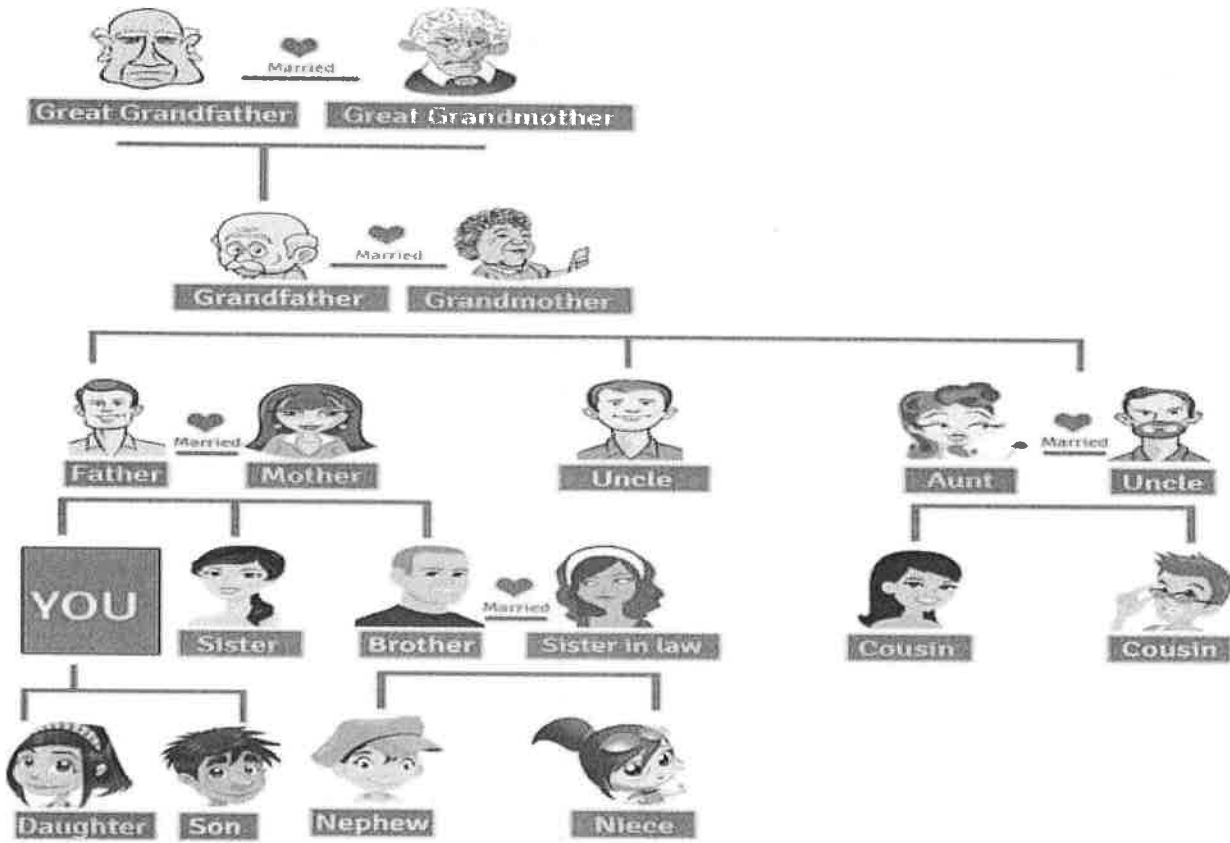 Married
Great Grandfather Great Grandmother
Married
Grandfather Grandmother
Married Married
Father Mother Uncle Aunt Uncle
YOU
Married
Sister Brother Sister in law Cousin Cousin
Daughter Son Nephew Niece